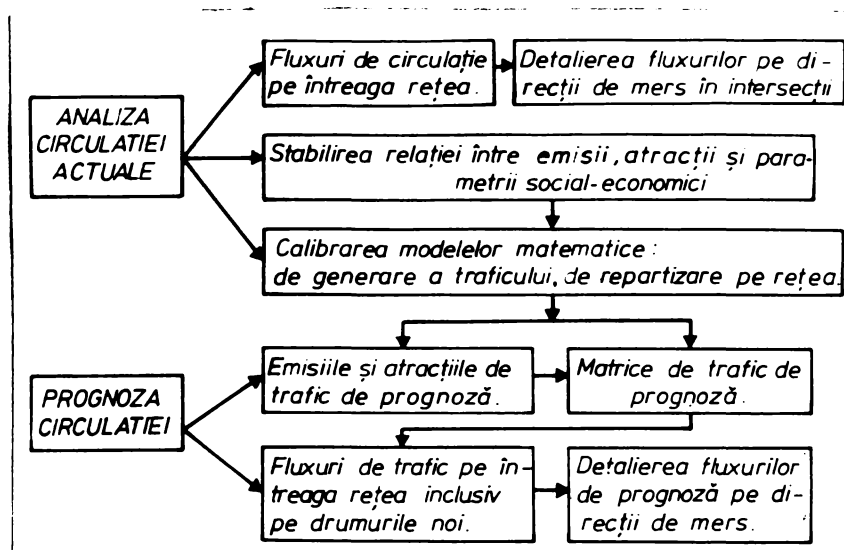 Fluxuri de circulație
pe întreaga rețea.
Detalierea fluxurilor pe di-
recții de mers în intersectii
ANALIZA
CIRCULATIEI
ACTUALE
Stabilirea relației între emisii, atracții și para-
metrii social-economici
Calibrarea modelelor matematice :
de generare a traficului, de repartizare pe rețea.
PROGNOZA
CIRCULATIEI
Emisiile și atracțiile de
trafic de prognoză.
Matrice de trafic de
prognoză.
Fluxuri de trafic pe în-
treaga rețea inclusiv
pe drumurile noi.
Detalierea fluxurilor
de prognoză pe di-
recții de mers.